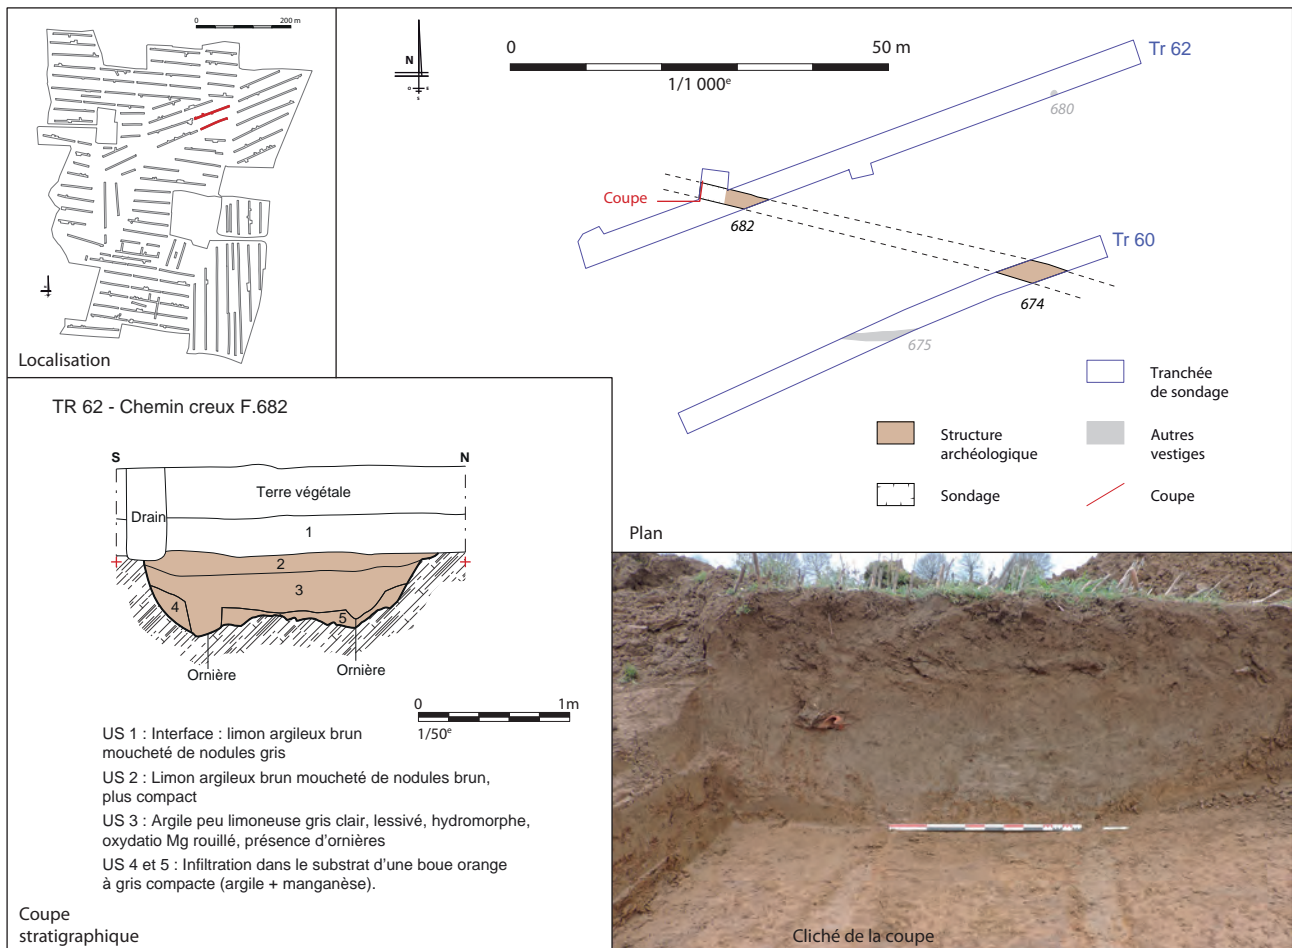 0
200 m
Localisation
N
0
50 m
1/1 000e
Tr 62
680
Coupe
682
Tr 60
674
675
Tranchée
de sondage
Structure
archéologique
Autres
vestiges
Sondage
Coupe
Plan
TR 62 - Chemin creux F.682
S
N
Terre végétale
Drain
1
2
3
4
5
Ornière
Ornière
0
1m
1/50e
US 1 : Interface : limon argileux brun
moucheté de nodules gris
US 2 : Limon argileux brun moucheté de nodules brun,
plus compact
US 3 : Argile peu limoneuse gris clair, lessivé, hydromorphe,
oxydatio Mg rouillé, présence d'ornières
US 4 et 5 : Infiltration dans le substrat d'une boue orange
à gris compacte (argile + manganèse).
Coupe
stratigraphique
Cliché de la coupe